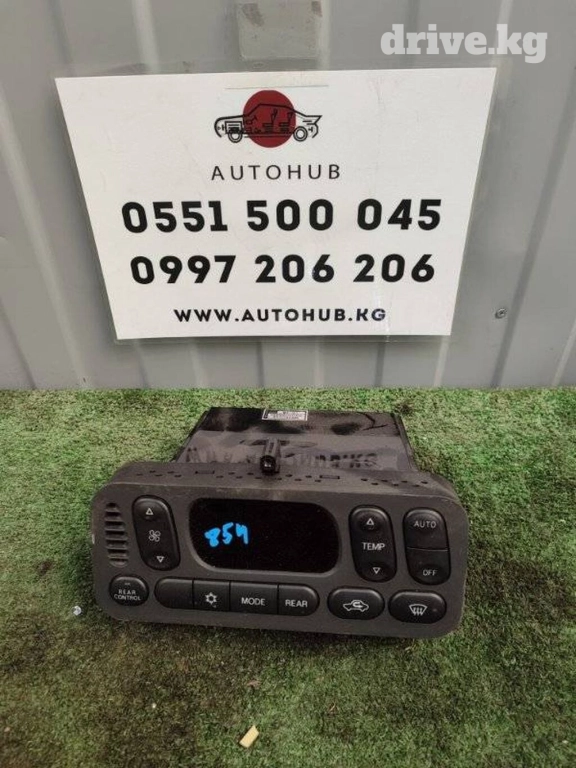 drive.kg
AUTOHUB
0551 500 045
0997 206 206
WWW.AUTOHUB.KG
854
TEMP
AUTO
OFF
REAR
CONTROL
MODE
REAR